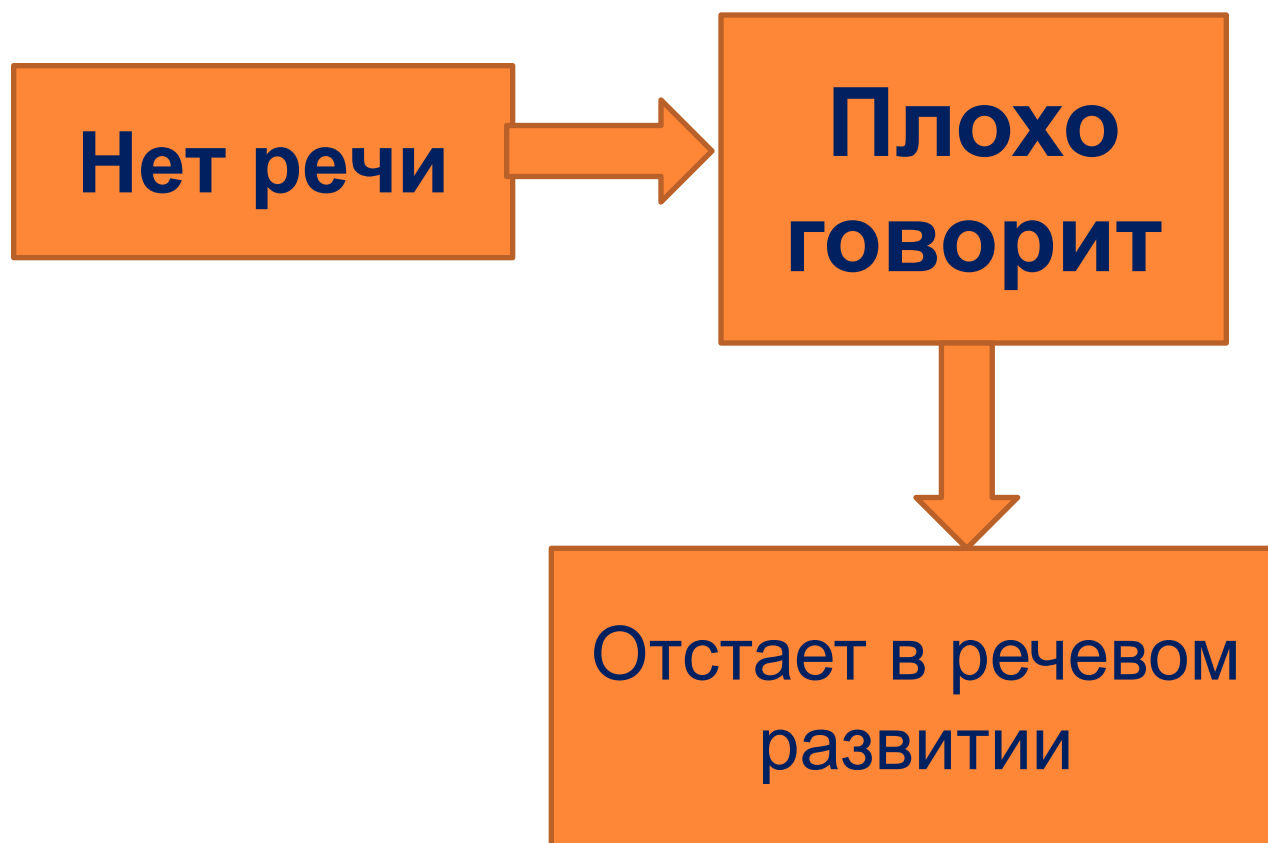 Нет речи
Плохо
говорит
Отстает в речевом
развитии